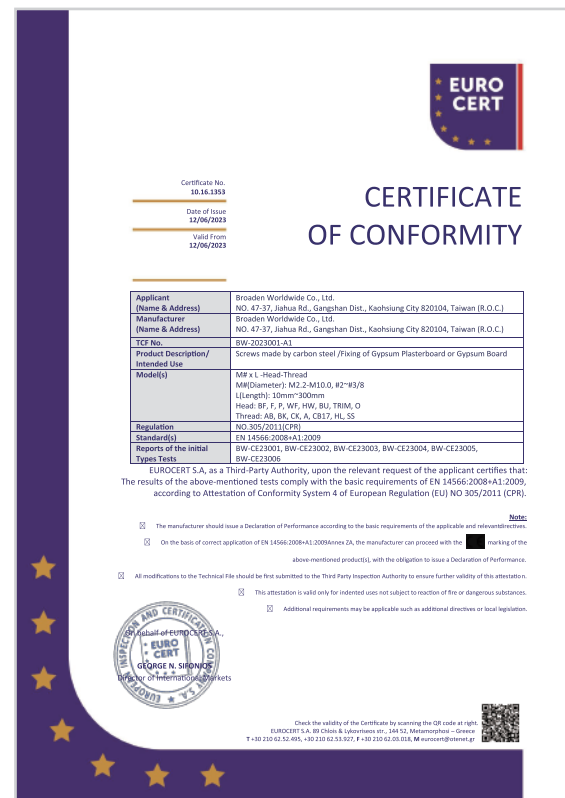 EURO
CERT
Certificate No.
10.16.1353
Date of Issue
12/06/2023
Valid From
12/06/2023
CERTIFICATE
OF CONFORMITY
Applicant Broaden Worldwide Co., Ltd.
(Name & Address) NO. 47-37, Jiahua Rd., Gangshan Dist., Kaohsiung City 820104, Taiwan (R.O.C.)
Manufacturer Broaden Worldwide Co., Ltd.
(Name & Address) NO. 47-37, Jiahua Rd., Gangshan Dist., Kaohsiung City 820104, Taiwan (R.O.C.)
TCF No. BW-2023001-A1
Product Description/ Screws made by carbon steel /Fixing of Gypsum Plasterboard or Gypsum Board
Intended Use
Model(s) M# x L -Head-Thread
M#(Diameter): M2.2-M10.0, #2~#3/8
L(Length): 10mm~300mm
Head: BF, F, P, WF, HW, BU, TRIM, O
Thread: AB, BK, CK, A, CB17, HL, SS
Regulation NO.305/2011(CPR)
Standard(s) EN 14566:2008+A1:2009
Reports of the initial BW-CE23001, BW-CE23002, BW-CE23003, BW-CE23004, BW-CE23005,
Types Tests BW-CE23006
EUROCERT S.A, as a Third-Party Authority, upon the relevant request of the applicant certifies that:
The results of the above-mentioned tests comply with the basic requirements of EN 14566:2008+A1:2009,
according to Attestation of Conformity System 4 of European Regulation (EU) NO 305/2011 (CPR).
Note:
The manufacturer should issue a Declaration of Performance according to the basic requirements of the applicable and relevantdirectives.
On the basis of correct application of EN 14566:2008+A1:2009Annex ZA, the manufacturer can proceed with the marking of the
above-mentioned product(s), with the obligation to issue a Declaration of Performance.
All modifications to the Technical File should be first submitted to the Third Party Inspection Authority to ensure further validity of this attestation.
This attestation is valid only for indented uses not subject to reaction of fire or dangerous substances.
Additional requirements may be applicable such as additional directives or local legislation.
On behalf of EUROCERT S.A.,
EUROPEAN INSPECTION AND CERTIFICATION COMPANY S.A.
EURO
CERT
GEORGE N. SIFONIOS
Director of International Markets
Check the validity of the Certificate by scanning the QR code at right.
EUROCERT S.A. 89 Chlois & Lykovriseos str., 144 52, Metamorphosi – Greece
T +30 210 62.52.495, +30 210 62.53.927, F +30 210 62.03.018, M eurocert@otenet.gr